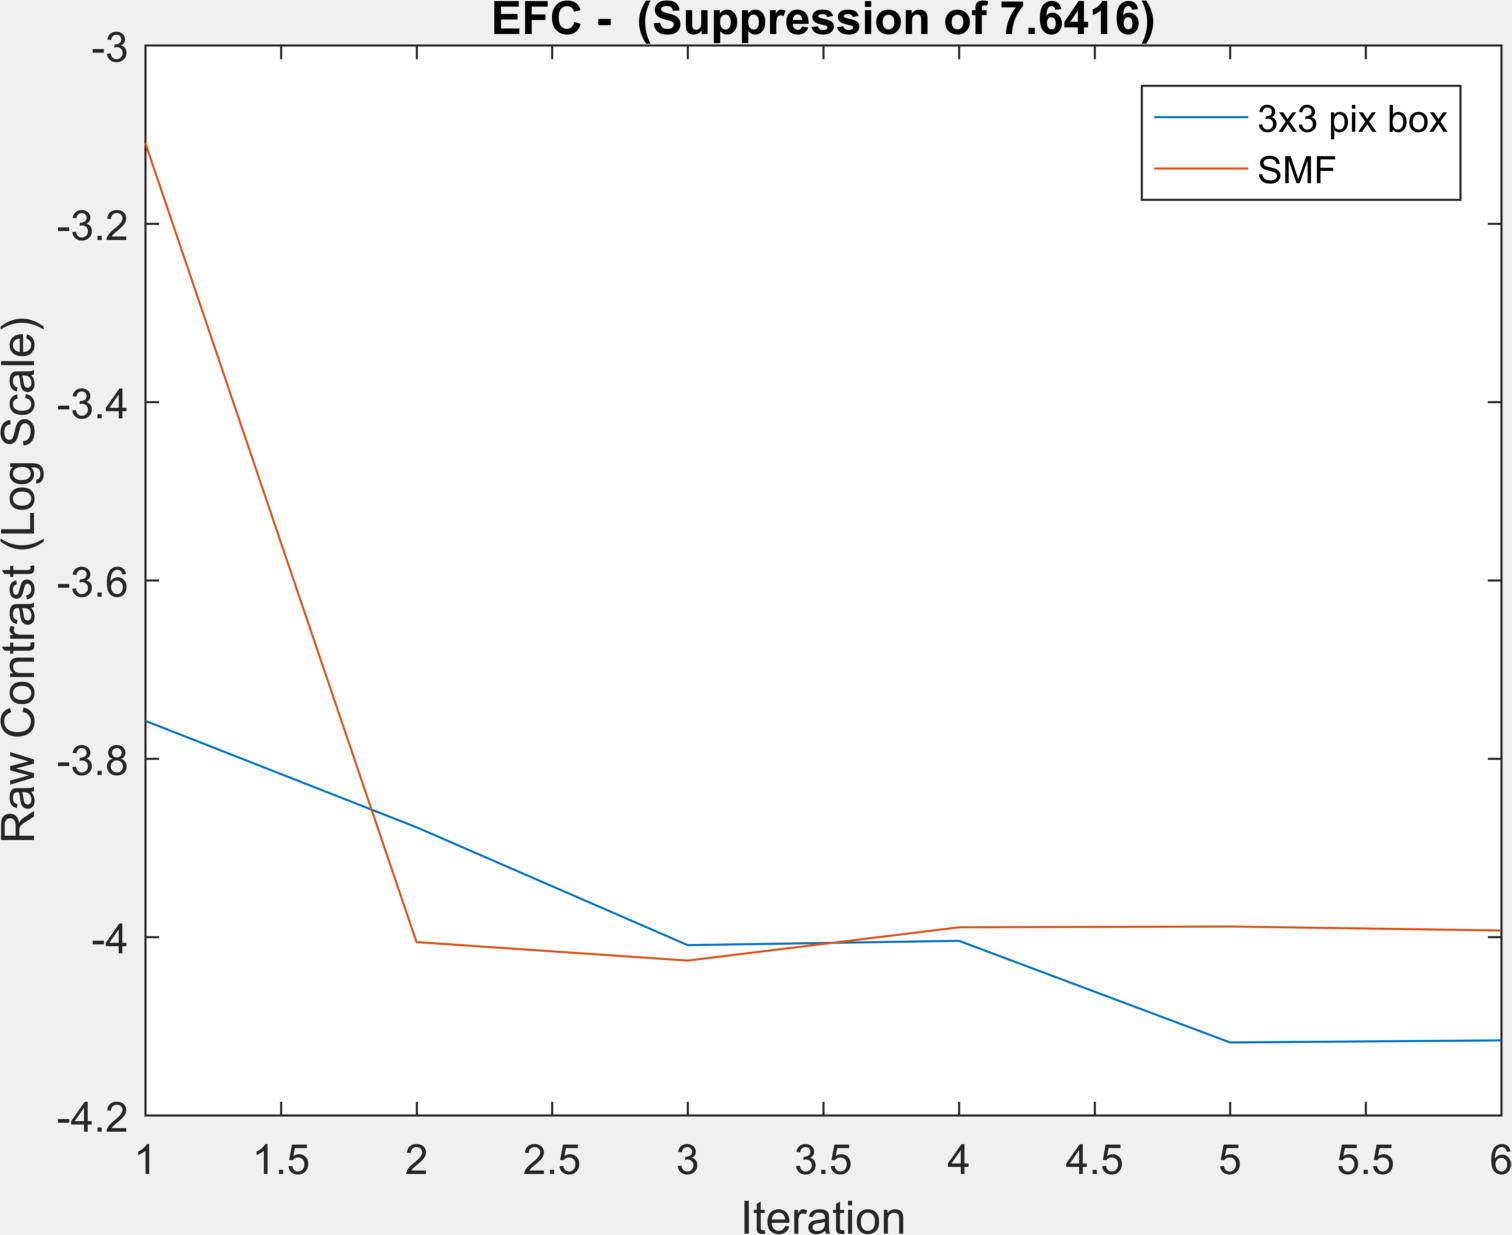 EFC -  (Suppression of 7.6416)
3x3 pix box
SMF
Raw Contrast (Log Scale)
-3
-3.2
-3.4
-3.6
-3.8
-4
-4.2
1 1.5 2 2.5 3 3.5 4 4.5 5 5.5 6
Iteration